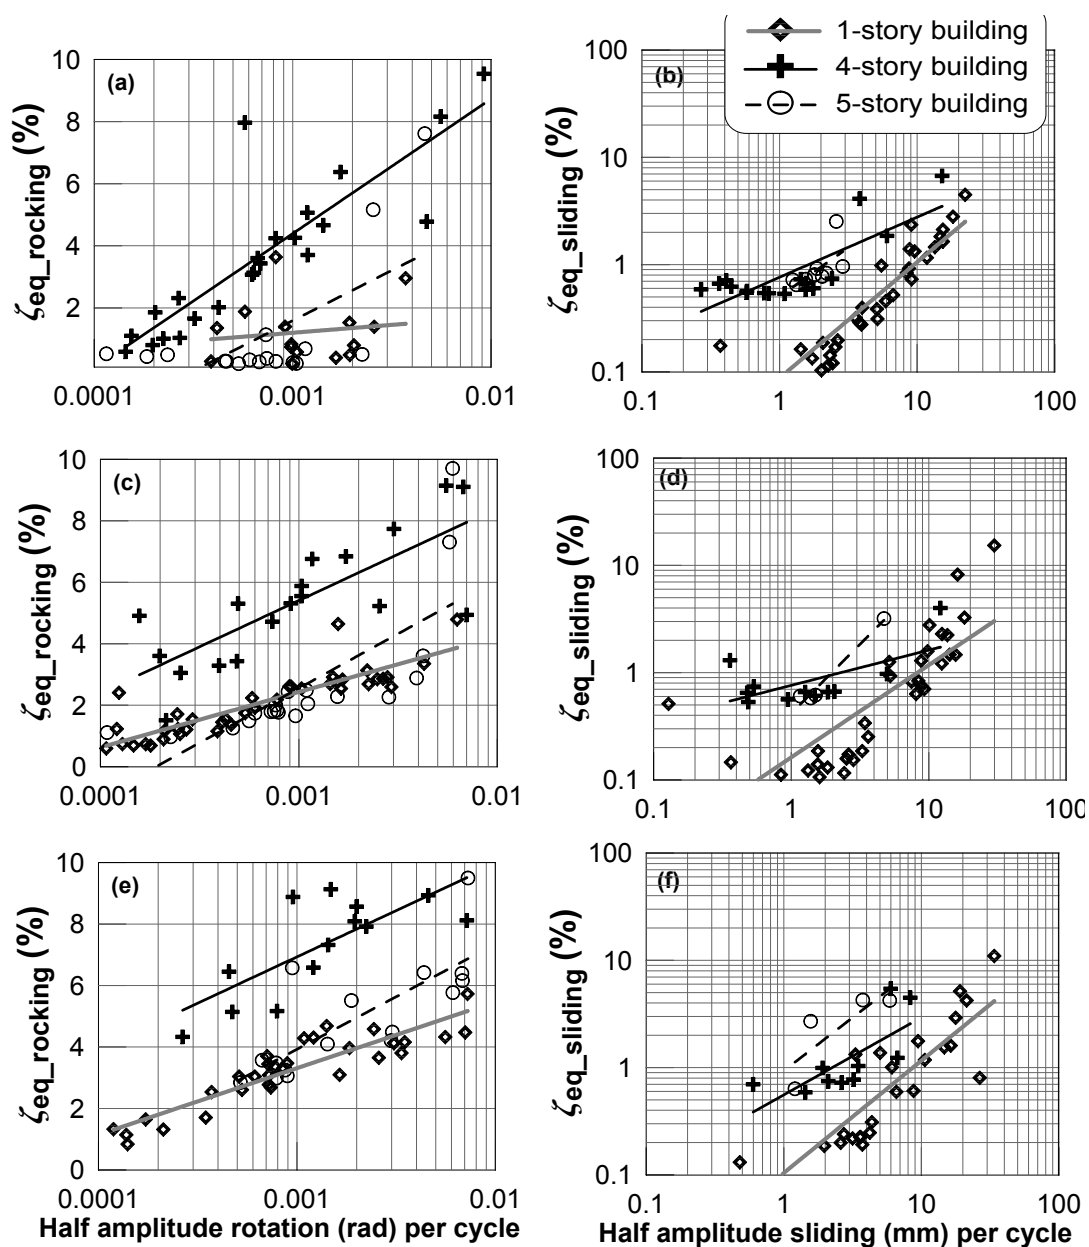 1-story building
4-story building
5-story building
(a)
ζeq_rocking (%)
10
8
6
4
2
0.0001
0.001
0.01
(b)
ζeq_sliding (%)
100
10
1
0.1
0.1
1
10
100
(c)
ζeq_rocking (%)
10
8
6
4
2
0
0.0001
0.001
0.01
(d)
ζeq_sliding (%)
100
10
1
0.1
0.1
1
10
100
(e)
ζeq_rocking (%)
10
8
6
4
2
0
0.0001
0.001
0.01
Half amplitude rotation (rad) per cycle
(f)
ζeq_sliding (%)
100
10
1
0.1
0.1
1
10
100
Half amplitude sliding (mm) per cycle